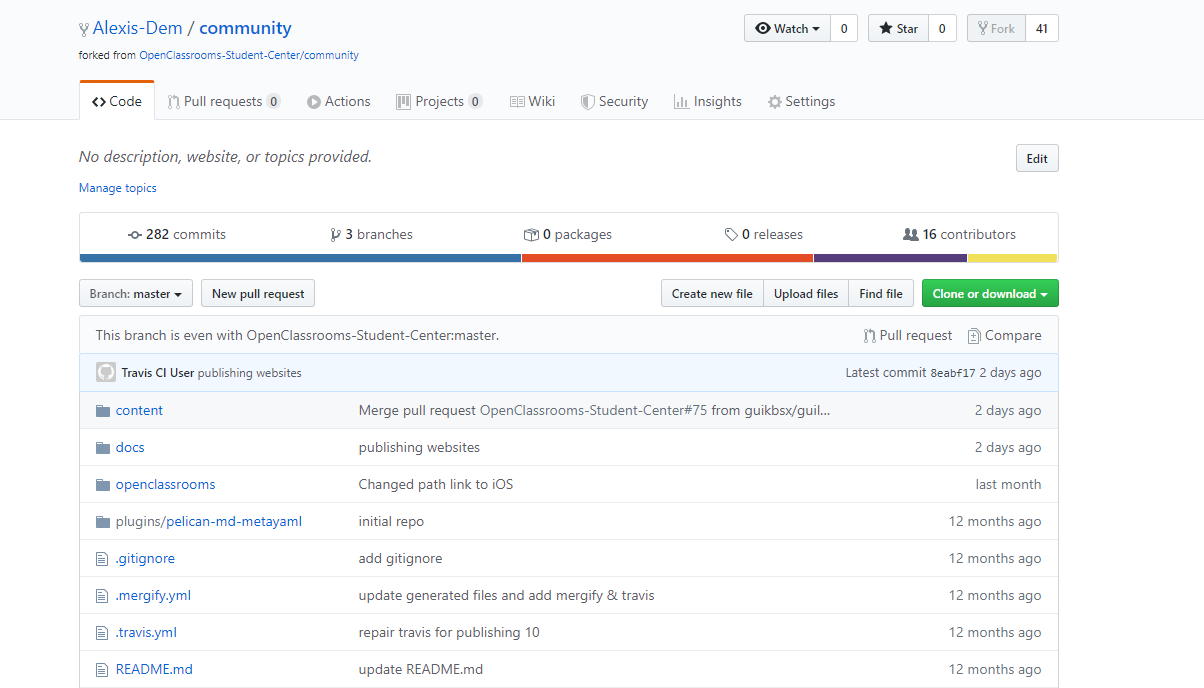 Alexis-Dem / community Watch 0 Star 0 Fork 41
forked from OpenClassrooms-Student-Center/community
Code Pull requests 0 Actions Projects 0 Wiki Security Insights Settings
No description, website, or topics provided. Edit
Manage topics
282 commits 3 branches 0 packages 0 releases 16 contributors
Branch: master New pull request Create new file Upload files Find file Clone or download
This branch is even with OpenClassrooms-Student-Center:master. Pull request Compare
Travis CI User publishing websites Latest commit 8eabf17 2 days ago
content Merge pull request OpenClassrooms-Student-Center#75 from guikbsx/guil... 2 days ago
docs publishing websites 2 days ago
openclassrooms Changed path link to iOS last month
plugins/pelican-md-metayaml initial repo 12 months ago
.gitignore add gitignore 12 months ago
.mergify.yml update generated files and add mergify & travis 12 months ago
.travis.yml repair travis for publishing 10 12 months ago
README.md update README.md 12 months ago